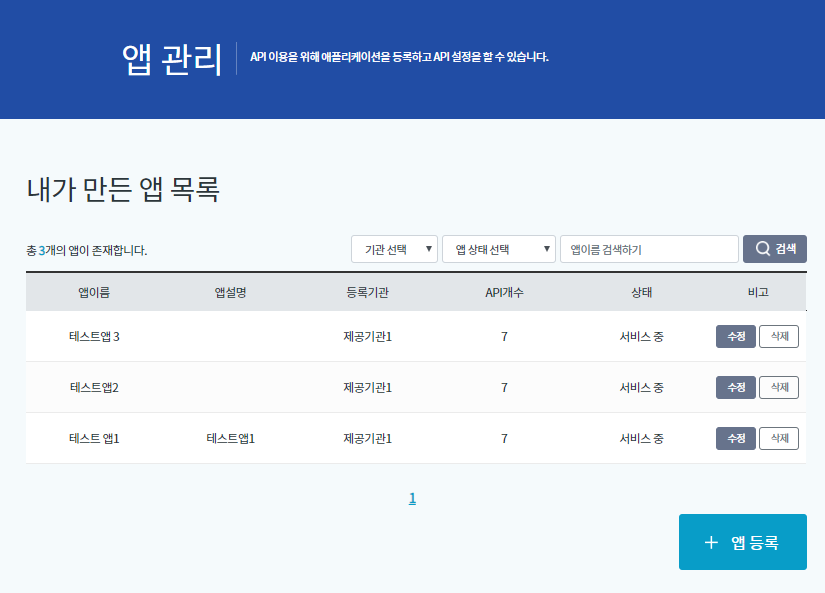 앱 관리
API 이용을 위해 애플리케이션을 등록하고 API 설정을 할 수 있습니다.
내가 만든 앱 목록
총 3개의 앱이 존재합니다. 기관 선택 ▼ 앱 상태 선택 ▼ 앱이름 검색하기 검색
앱이름 앱설명 등록기관 API개수 상태 비고
테스트앱 3 제공기관1 7 서비스 중 수정 삭제
테스트앱2 제공기관1 7 서비스 중 수정 삭제
테스트 앱1 테스트앱1 제공기관1 7 서비스 중 수정 삭제
1
+ 앱 등록